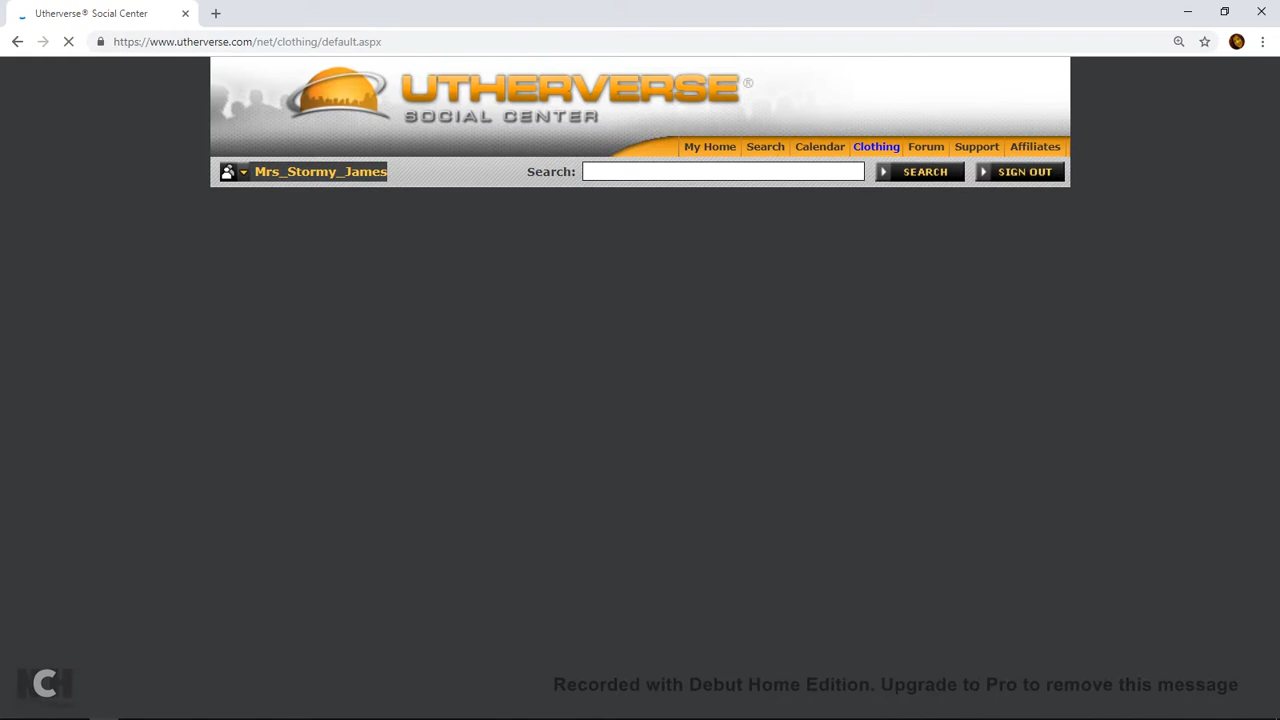 Utherverse® Social Center
https://www.utherverse.com/net/clothing/default.aspx
UTHERVERSE®
SOCIAL CENTER
My Home Search Calendar Clothing Forum Support Affiliates
Mrs_Stormy_James Search: SEARCH SIGN OUT
NCH
Recorded with Debut Home Edition. Upgrade to Pro to remove this message